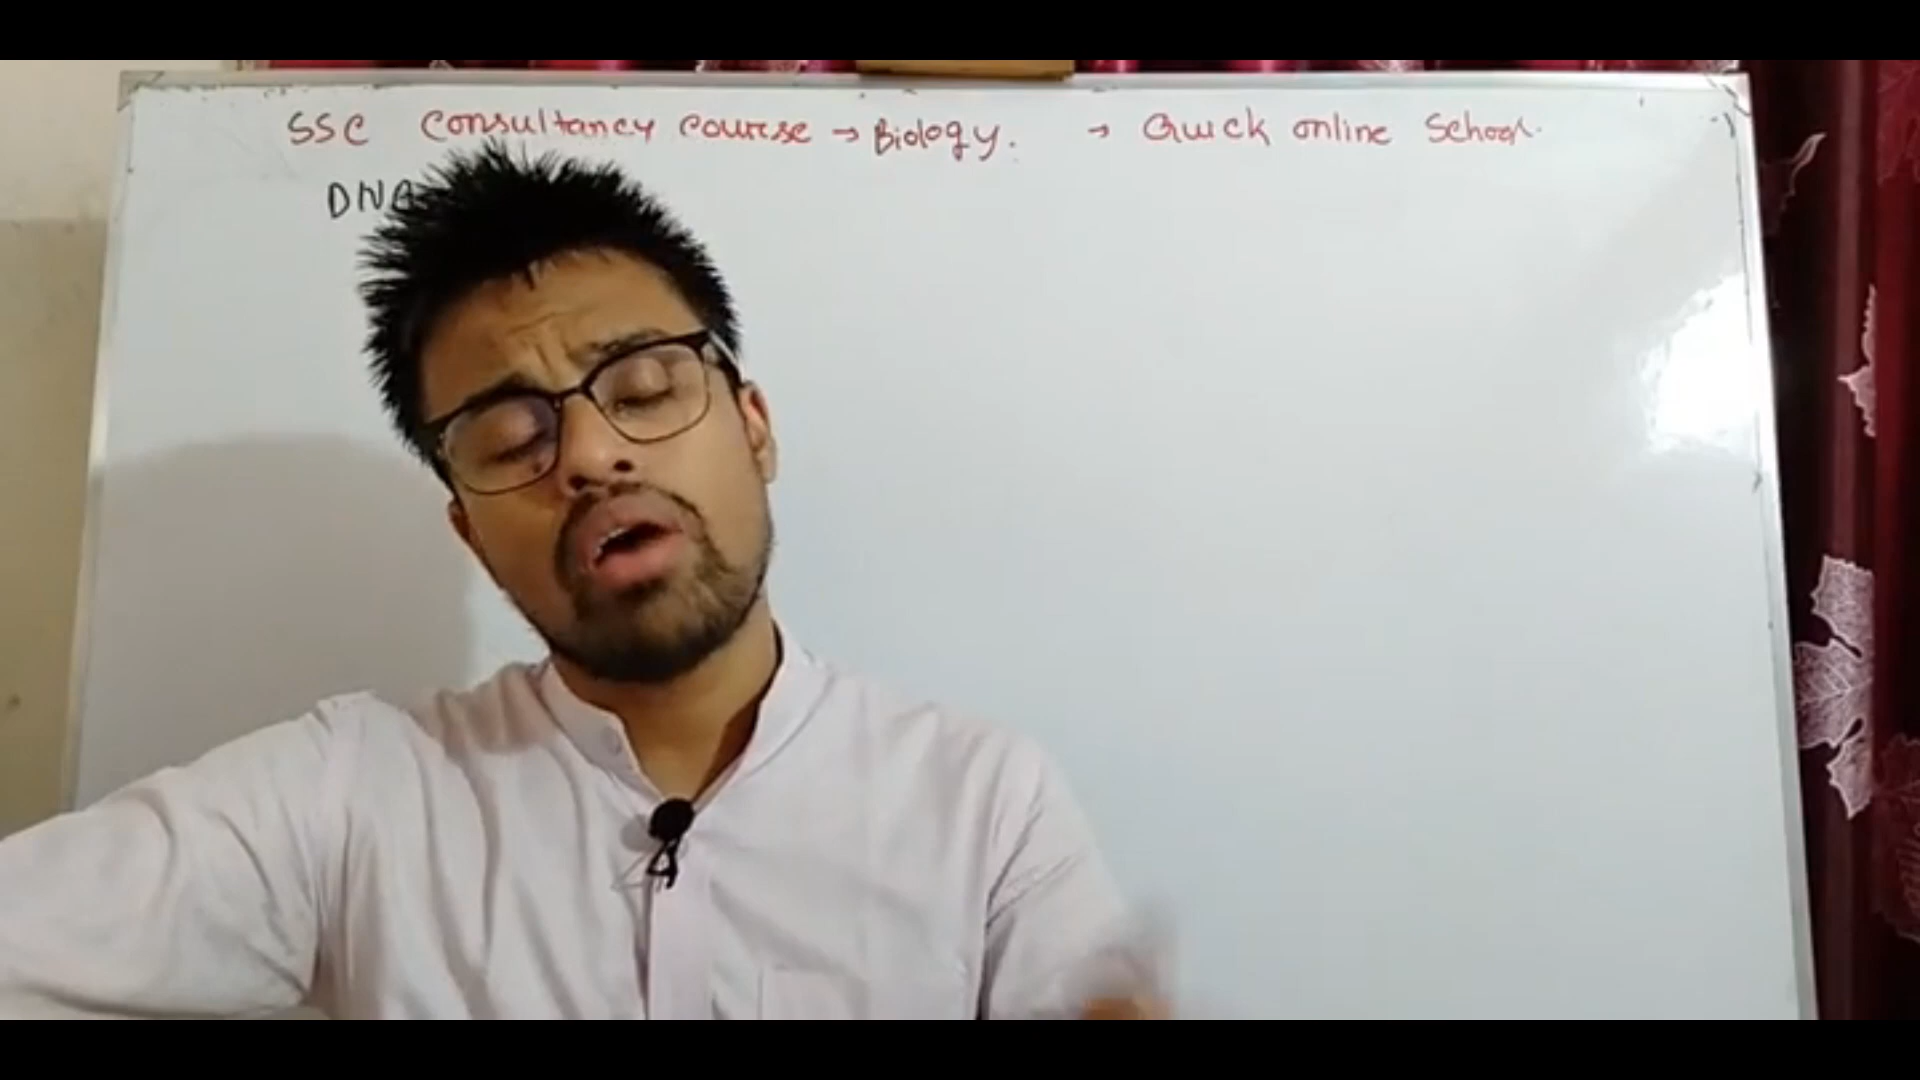 SSC Consultancy course → Biology. → Quick online School.
DNA